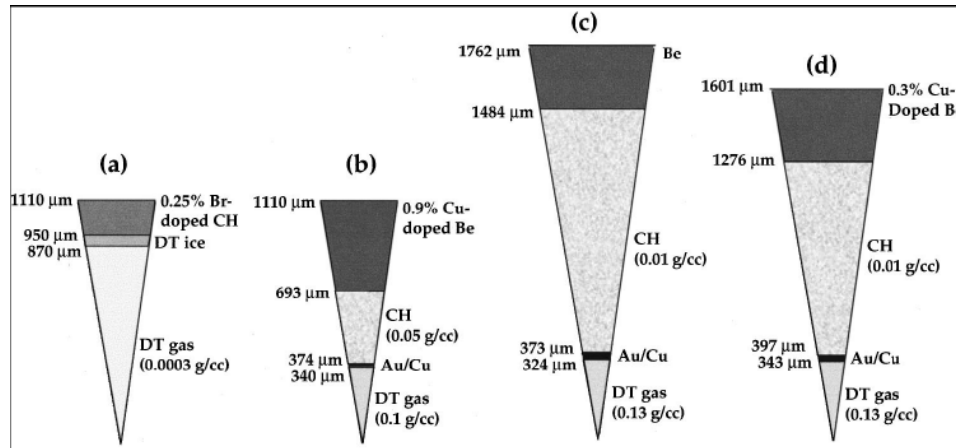 (a)
1110 μm
0.25% Br-
doped CH
950 μm
DT ice
870 μm
DT gas
(0.0003 g/cc)
(b)
1110 μm
0.9% Cu-
doped Be
693 μm
CH
(0.05 g/cc)
374 μm
Au/Cu
340 μm
DT gas
(0.1 g/cc)
(c)
1762 μm
Be
1484 μm
CH
(0.01 g/cc)
373 μm
Au/Cu
324 μm
DT gas
(0.13 g/cc)
(d)
1601 μm
0.3% Cu-
Doped B
1276 μm
CH
(0.01 g/cc)
397 μm
Au/Cu
343 μm
DT gas
(0.13 g/cc)